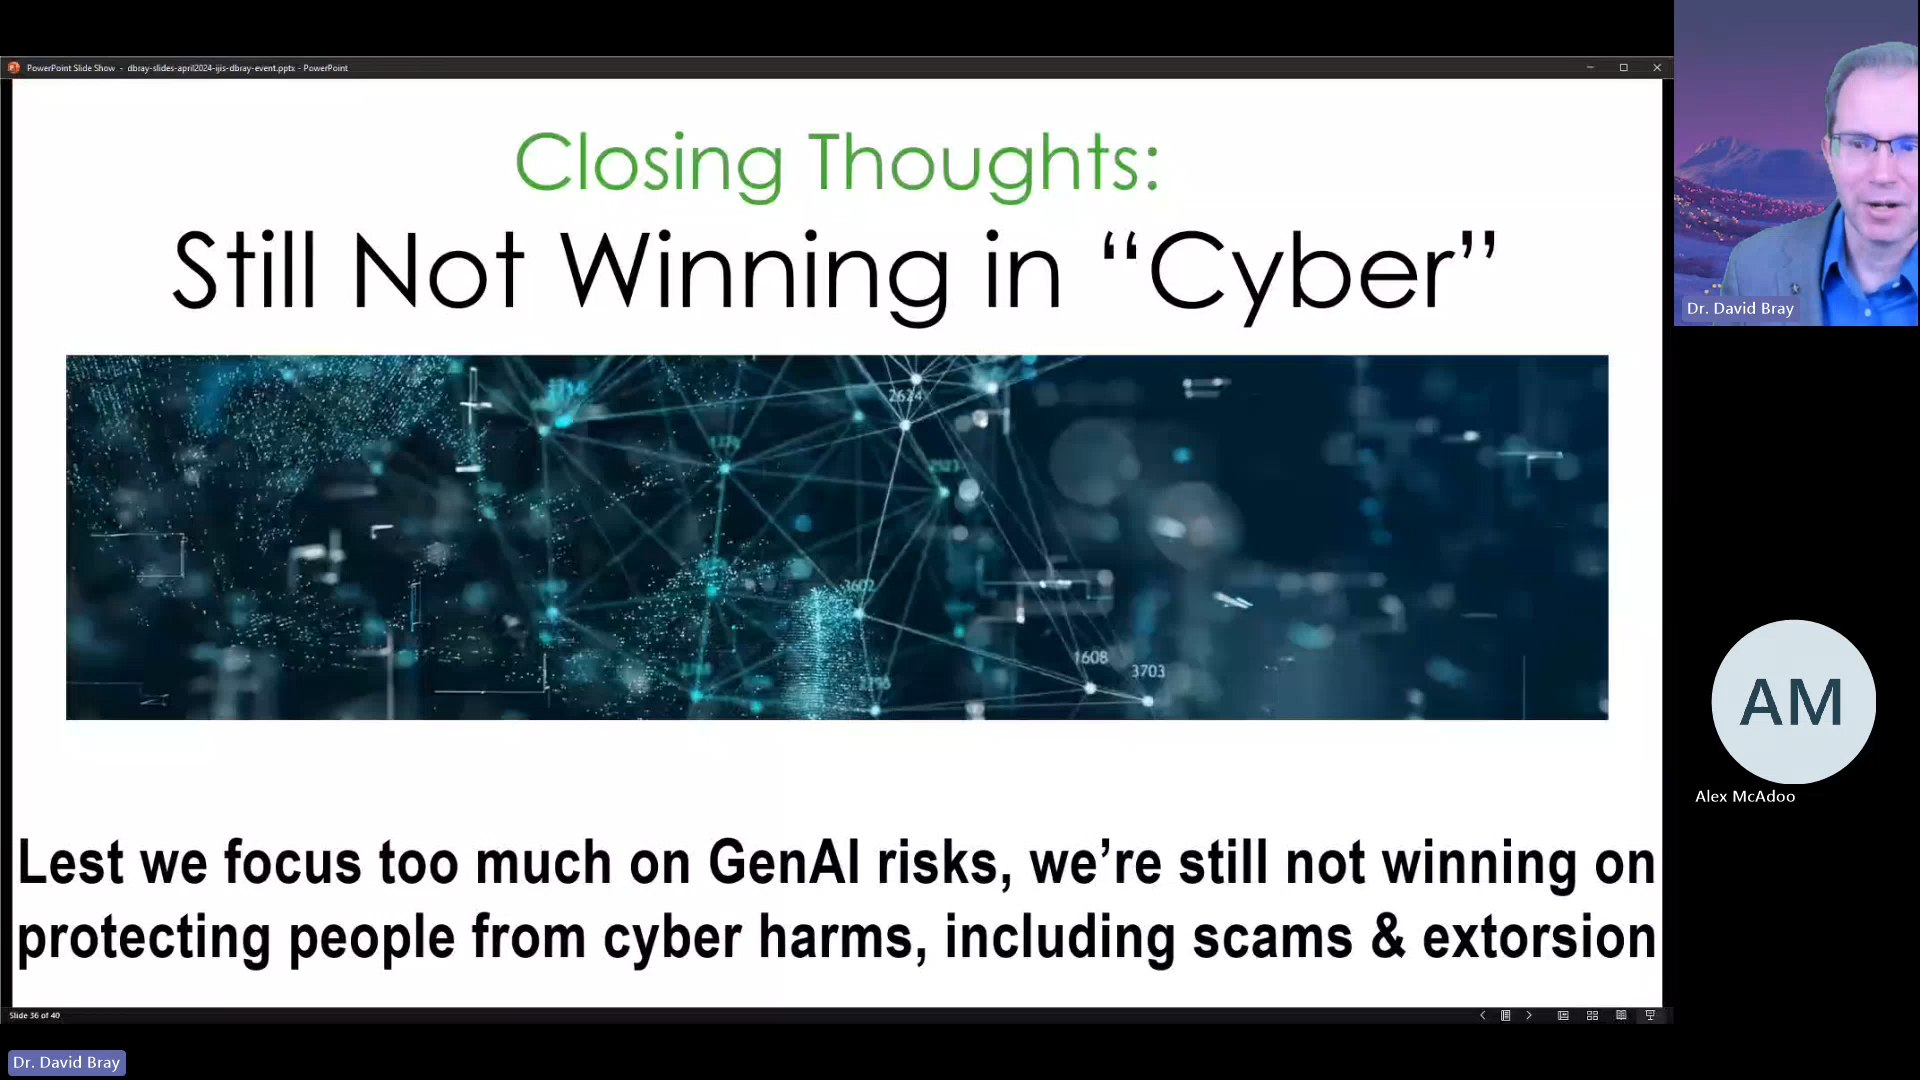 PowerPoint Slide Show - dbray-slides-april2024-ijis-dbray-event.pptx - PowerPoint
Closing Thoughts:
Still Not Winning in “Cyber”
2624
3602
1608
3703
Lest we focus too much on GenAI risks, we’re still not winning on
protecting people from cyber harms, including scams & extorsion
Slide 36 of 40
Dr. David Bray
AM
Alex McAdoo
Dr. David Bray